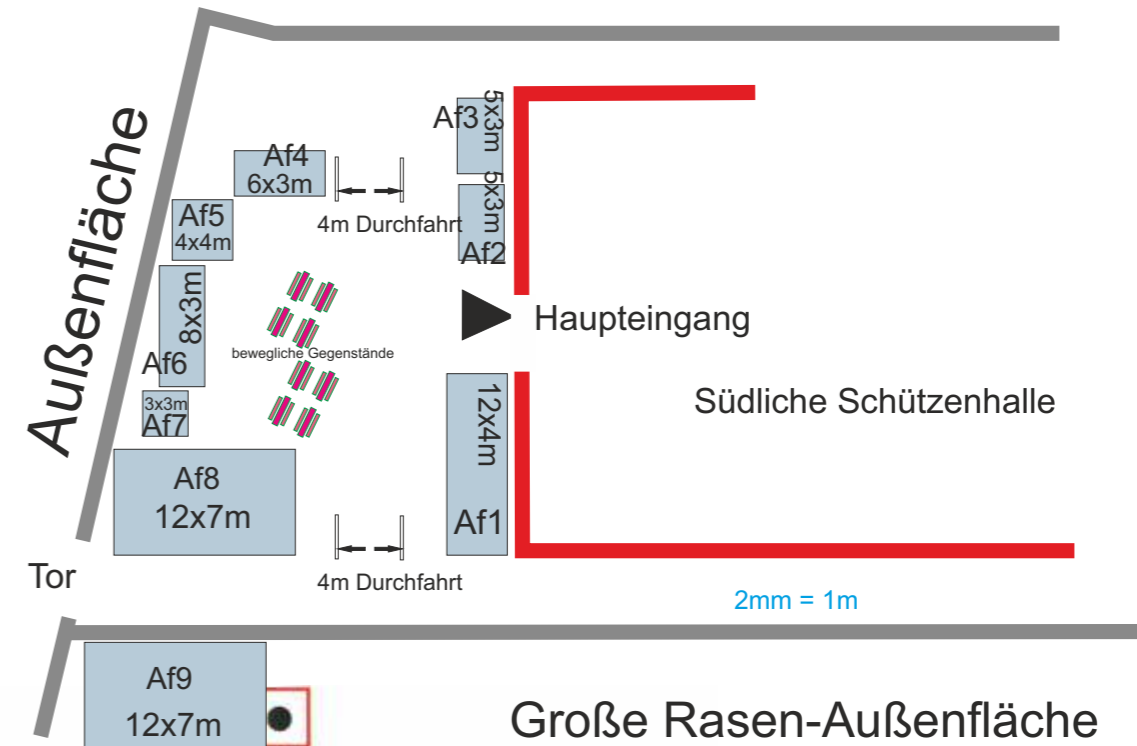 Außenfläche
Af3
5x3m
Af4
6x3m
4m Durchfahrt
5x3m
Af2
Af5
4x4m
8x3m
Af6
bewegliche Gegenstände
Haupteingang
3x3m
Af7
12x4m
Af1
Südliche Schützenhalle
Af8
12x7m
Tor
4m Durchfahrt
2mm = 1m
Af9
12x7m
Große Rasen-Außenfläche